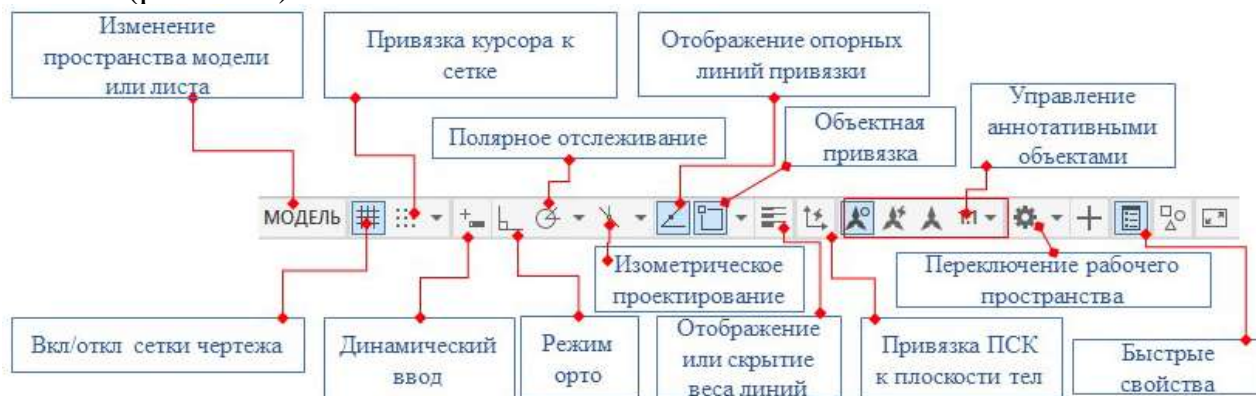 Изменение
пространства модели
или листа
Привязка курсора к
сетке
Отображение опорных
линий привязки
Управление
аннотативными
объектами
Полярное отслеживание
Объектная
привязка
МОДЕЛЬ
1:1
Изометрическое
проектирование
Переключение рабочего
пространства
Вкл/откл сетки чертежа
Динамический
ввод
Режим
орто
Отображение
или скрытие
веса линий
Привязка ПСК
к плоскости тел
Быстрые
свойства